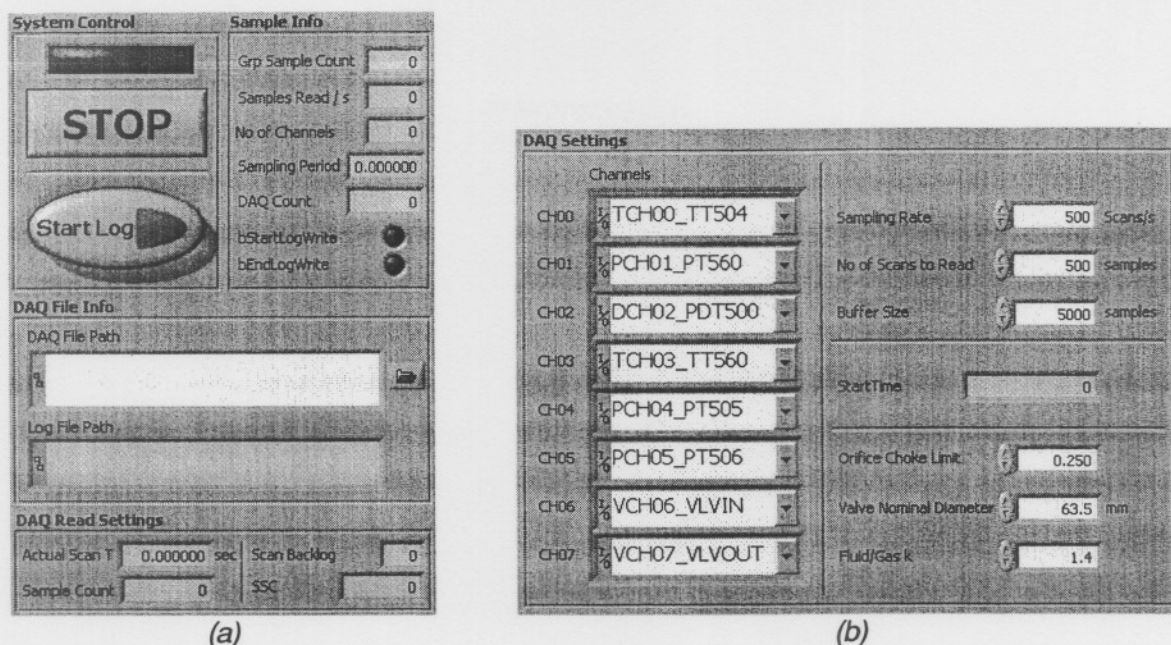 System Control
STOP
Start Log
Sample Info
Grp Sample Count 0
Samples Read / s 0
No of Channels 0
Sampling Period 0.000000
DAQ Count 0
bStartLogWrite
bEndLogWrite
DAQ File Info
DAQ File Path
Log File Path
DAQ Read Settings
Actual Scan T 0.000000 sec
Scan Backlog 0
Sample Count 0
SSC 0
(a)
DAQ Settings
Channels
CH00 TCH00_TT504
CH01 PCH01_PT560
CH02 DCH02_PDT500
CH03 TCH03_TT560
CH04 PCH04_PT505
CH05 PCH05_PT506
CH06 VCH06_VLVIN
CH07 VCH07_VLVOUT
Sampling Rate 500 Scans/s
No of Scans to Read 500 samples
Buffer Size 5000 samples
StartTime 0
Orifice Choke Limit 0.250
Valve Nominal Diameter 63.5 mm
Fluid/Gas k 1.4
(b)